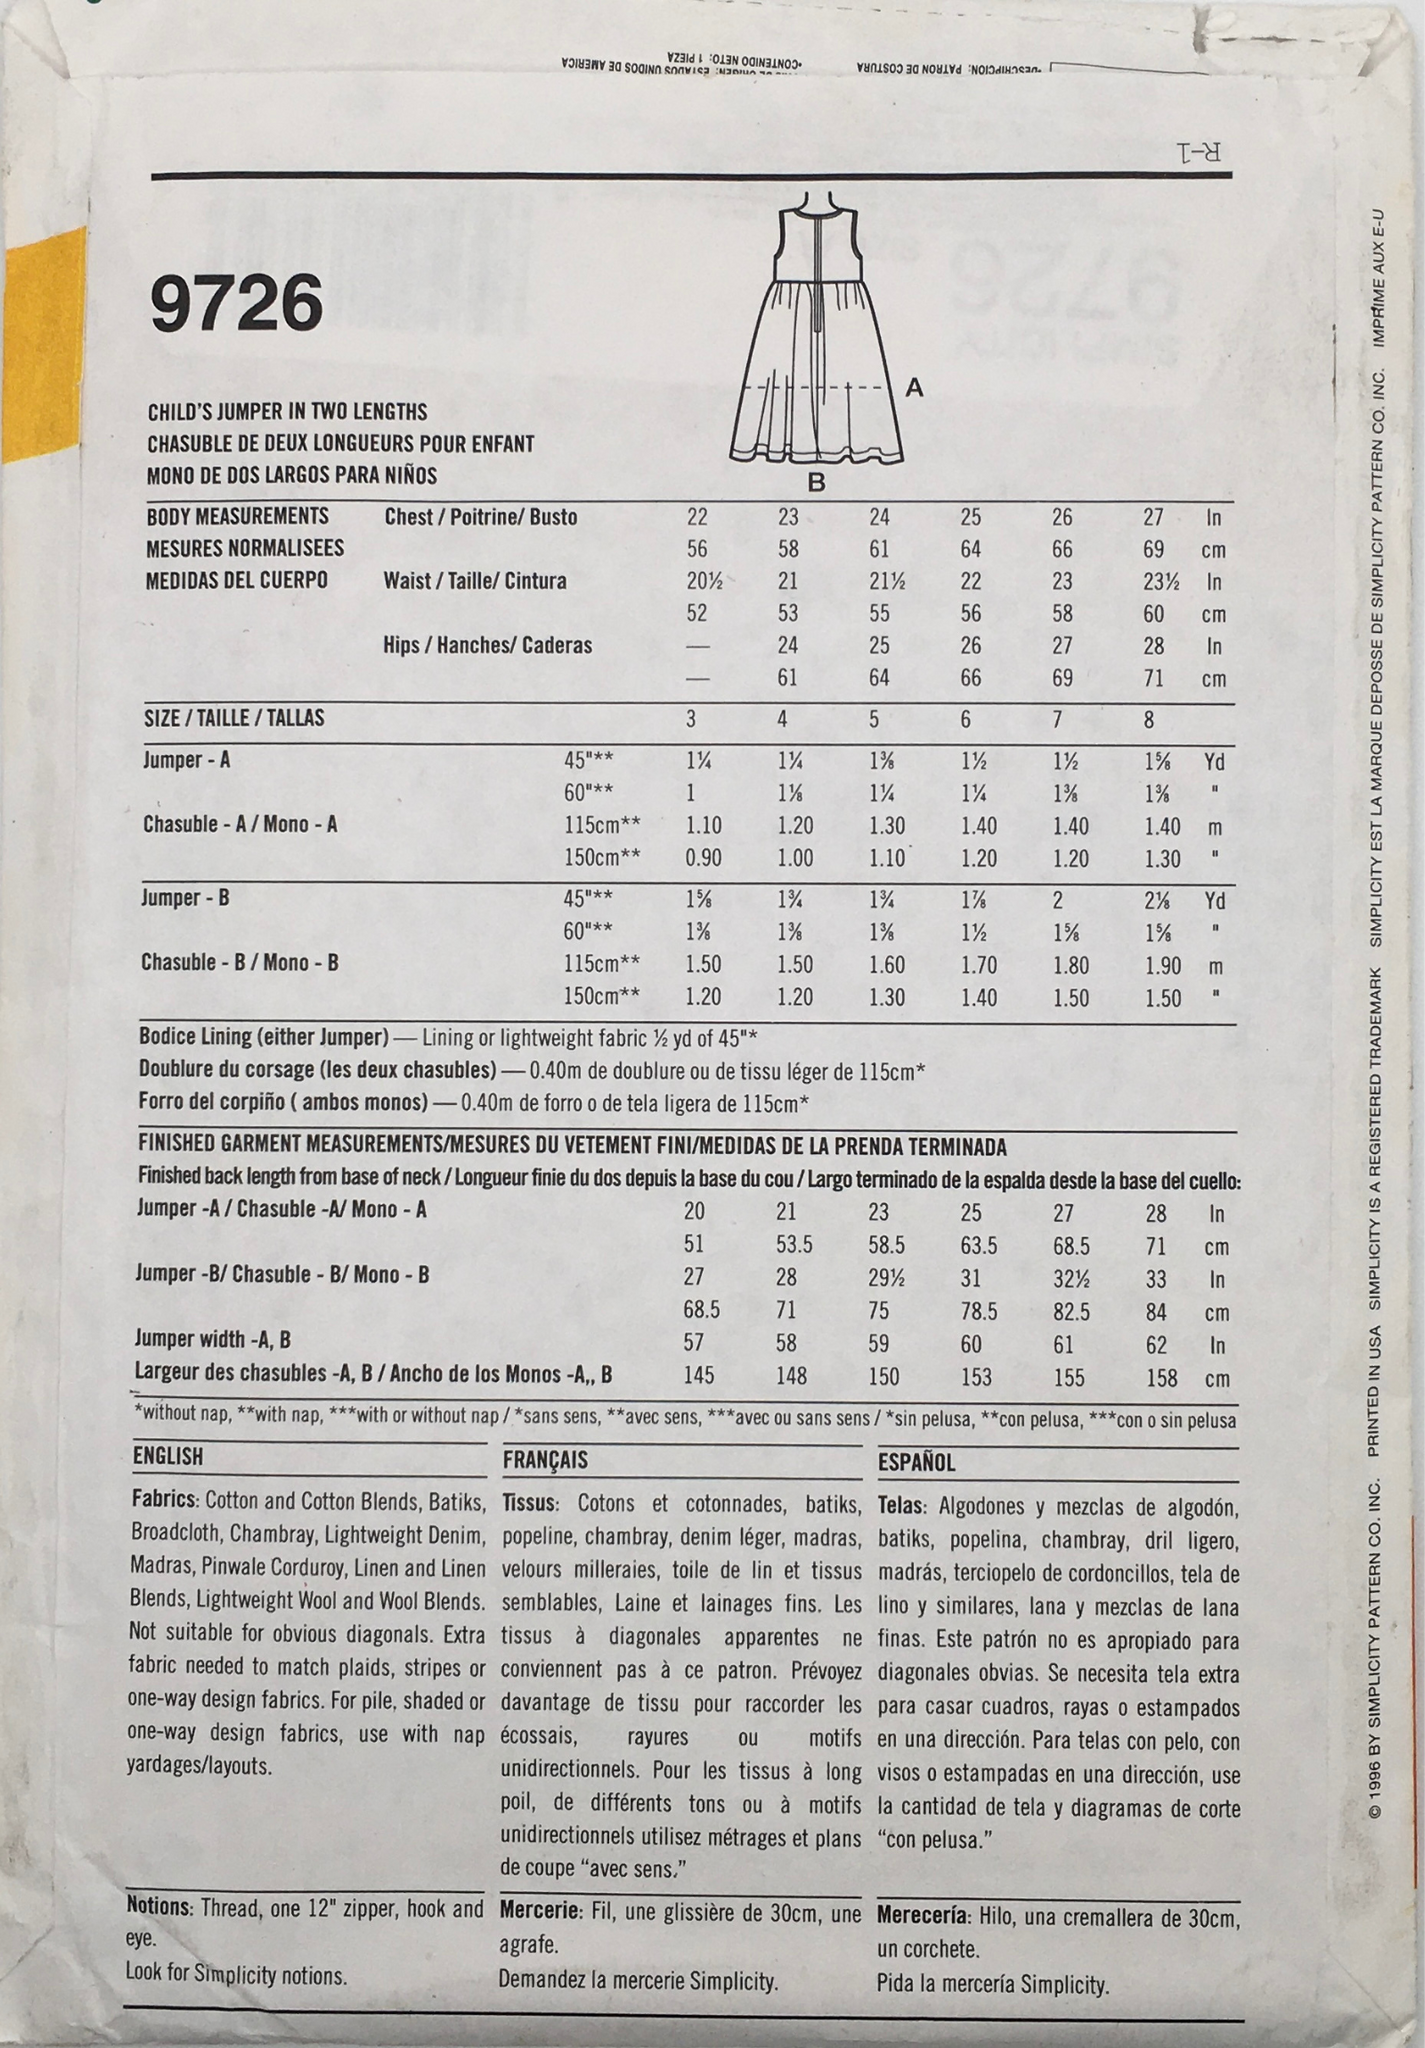 •CONTENIDO NETO: 1 PIEZA
ESTADOS UNIDOS DE AMERICA
•DESCRIPCION: PATRON DE COSTURA
R-1
9726
A
B
CHILD'S JUMPER IN TWO LENGTHS
CHASUBLE DE DEUX LONGUEURS POUR ENFANT
MONO DE DOS LARGOS PARA NIÑOS
BODY MEASUREMENTS Chest / Poitrine/ Busto 22 23 24 25 26 27 In
MESURES NORMALISEES 56 58 61 64 66 69 cm
MEDIDAS DEL CUERPO Waist / Taille/ Cintura 20½ 21 21½ 22 23 23½ In
52 53 55 56 58 60 cm
Hips / Hanches/ Caderas — 24 25 26 27 28 In
— 61 64 66 69 71 cm
SIZE / TAILLE / TALLAS 3 4 5 6 7 8
Jumper - A 45"** 1¼ 1¼ 1⅜ 1½ 1½ 1⅝ Yd
60"** 1 1⅛ 1¼ 1¼ 1⅜ 1⅜ "
Chasuble - A / Mono - A 115cm** 1.10 1.20 1.30 1.40 1.40 1.40 m
150cm** 0.90 1.00 1.10 1.20 1.20 1.30 "
Jumper - B 45"** 1⅝ 1¾ 1¾ 1⅞ 2 2⅛ Yd
60"** 1⅜ 1⅜ 1⅜ 1½ 1⅝ 1⅝ "
Chasuble - B / Mono - B 115cm** 1.50 1.50 1.60 1.70 1.80 1.90 m
150cm** 1.20 1.20 1.30 1.40 1.50 1.50 "
Bodice Lining (either Jumper) — Lining or lightweight fabric ½ yd of 45"*
Doublure du corsage (les deux chasubles) — 0.40m de doublure ou de tissu léger de 115cm*
Forro del corpiño ( ambos monos) — 0.40m de forro o de tela ligera de 115cm*
FINISHED GARMENT MEASUREMENTS/MESURES DU VETEMENT FINI/MEDIDAS DE LA PRENDA TERMINADA
Finished back length from base of neck / Longueur finie du dos depuis la base du cou / Largo terminado de la espalda desde la base del cuello:
Jumper -A / Chasuble -A/ Mono - A 20 21 23 25 27 28 In
51 53.5 58.5 63.5 68.5 71 cm
Jumper -B/ Chasuble - B/ Mono - B 27 28 29½ 31 32½ 33 In
68.5 71 75 78.5 82.5 84 cm
Jumper width -A, B 57 58 59 60 61 62 In
Largeur des chasubles -A, B / Ancho de los Monos -A,, B 145 148 150 153 155 158 cm
*without nap, **with nap, ***with or without nap / *sans sens, **avec sens, ***avec ou sans sens / *sin pelusa, **con pelusa, ***con o sin pelusa
ENGLISH
Fabrics: Cotton and Cotton Blends, Batiks,
Broadcloth, Chambray, Lightweight Denim,
Madras, Pinwale Corduroy, Linen and Linen
Blends, Lightweight Wool and Wool Blends.
Not suitable for obvious diagonals. Extra
fabric needed to match plaids, stripes or
one-way design fabrics. For pile, shaded or
one-way design fabrics, use with nap
yardages/layouts.
Notions: Thread, one 12" zipper, hook and
eye.
Look for Simplicity notions.
FRANÇAIS
Tissus: Cotons et cotonnades, batiks,
popeline, chambray, denim léger, madras,
velours milleraies, toile de lin et tissus
semblables, Laine et lainages fins. Les
tissus à diagonales apparentes ne
conviennent pas à ce patron. Prévoyez
davantage de tissu pour raccorder les
écossais, rayures ou motifs
unidirectionnels. Pour les tissus à long
poil, de différents tons ou à motifs
unidirectionnels utilisez métrages et plans
de coupe "avec sens."
Mercerie: Fil, une glissière de 30cm, une
agrafe.
Demandez la mercerie Simplicity.
ESPAÑOL
Telas: Algodones y mezclas de algodón,
batiks, popelina, chambray, dril ligero,
madrás, terciopelo de cordoncillos, tela de
lino y similares, lana y mezclas de lana
finas. Este patrón no es apropiado para
diagonales obvias. Se necesita tela extra
para casar cuadros, rayas o estampados
en una dirección. Para telas con pelo, con
visos o estampadas en una dirección, use
la cantidad de tela y diagramas de corte
"con pelusa."
Merecería: Hilo, una cremallera de 30cm,
un corchete.
Pida la mercería Simplicity.
© 1996 BY SIMPLICITY PATTERN CO. INC. PRINTED IN USA SIMPLICITY IS A REGISTERED TRADEMARK SIMPLICITY EST LA MARQUE DEPOSSE DE SIMPLICITY PATTERN CO. INC. IMPRIME AUX E-U